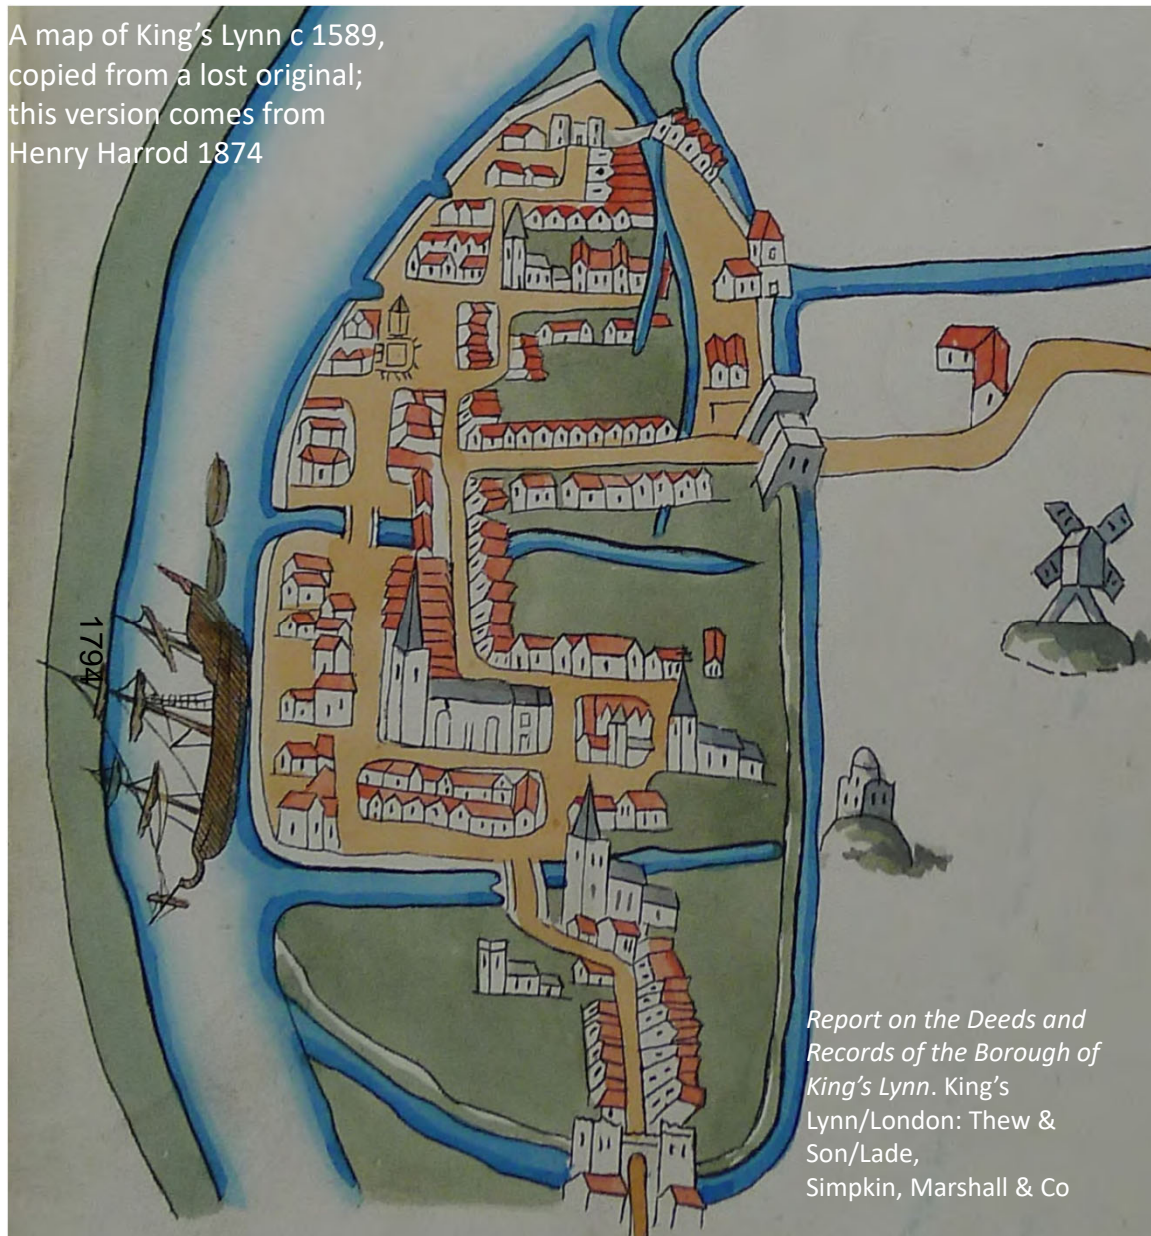 A map of King's Lynn c 1589,
copied from a lost original;
this version comes from
Henry Harrod 1874
1794
Report on the Deeds and
Records of the Borough of
King's Lynn. King's
Lynn/London: Thew &
Son/Lade,
Simpkin, Marshall & Co